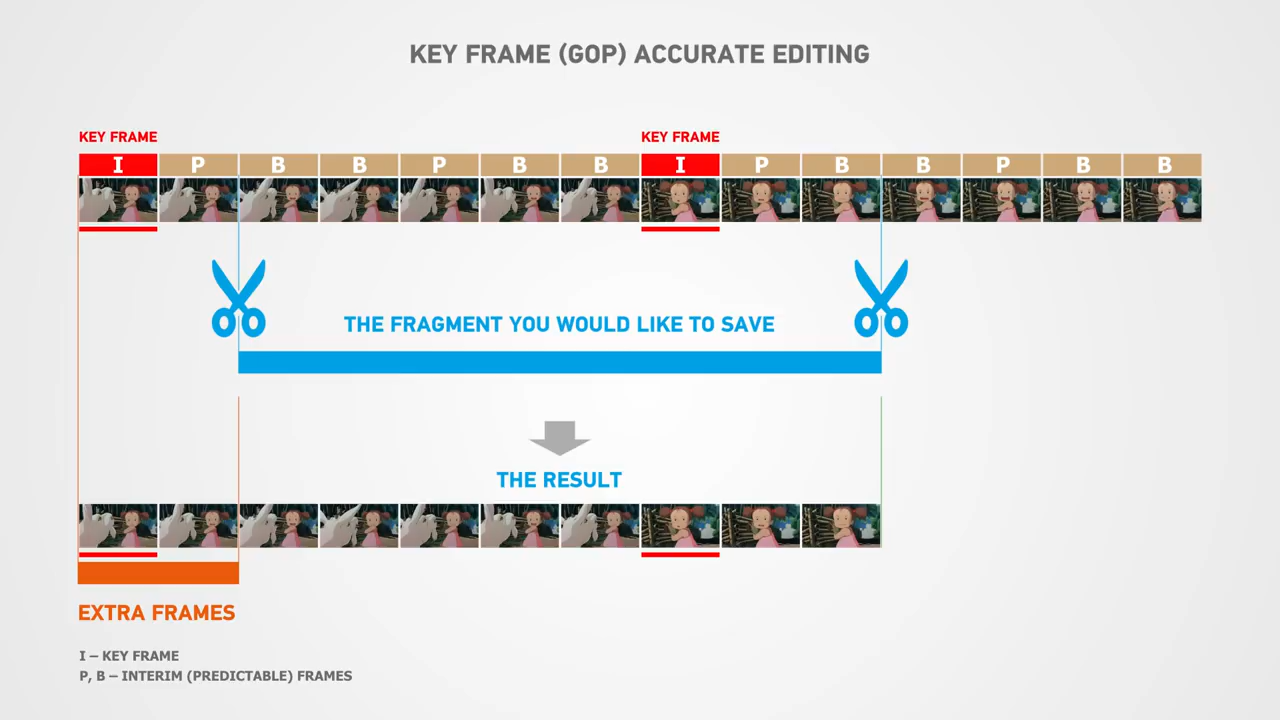 KEY FRAME (GOP) ACCURATE EDITING
KEY FRAME KEY FRAME
I P B B P B B I P B B P B B
THE FRAGMENT YOU WOULD LIKE TO SAVE
THE RESULT
EXTRA FRAMES
I – KEY FRAME
P, B – INTERIM (PREDICTABLE) FRAMES